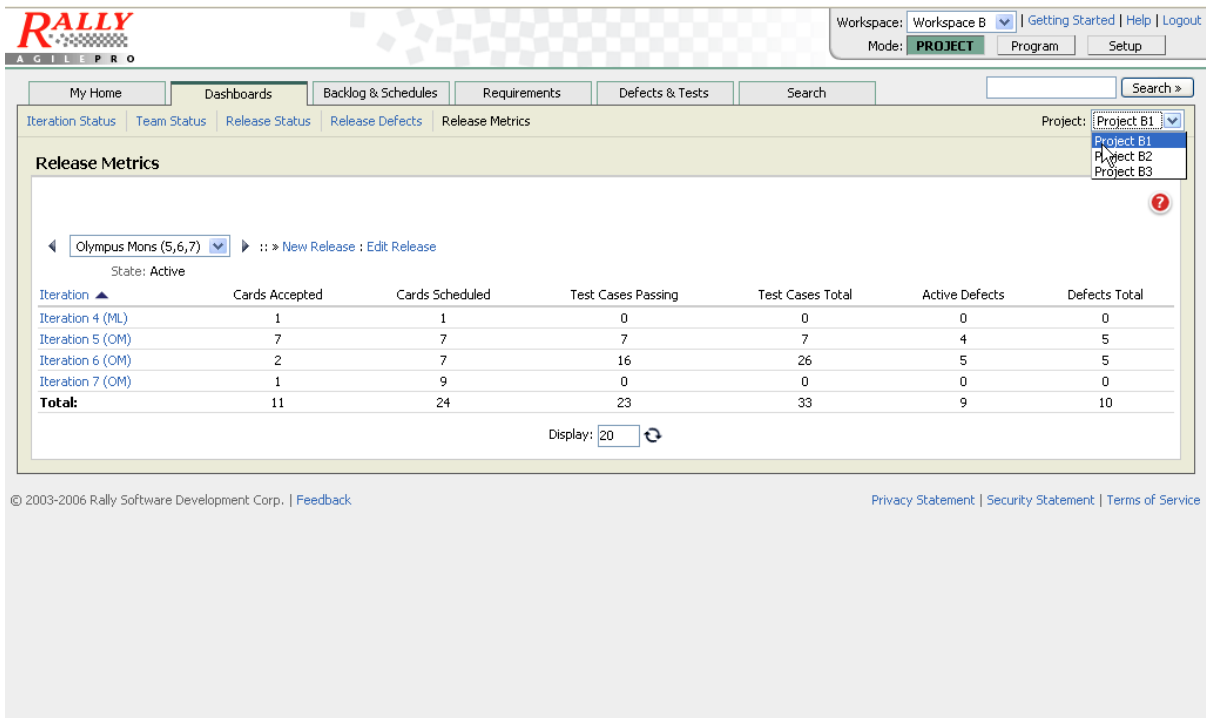 RALLY
AGILEPRO
Workspace: Workspace B | Getting Started | Help | Logout
Mode: PROJECT Program Setup
My Home Dashboards Backlog & Schedules Requirements Defects & Tests Search Search »
Iteration Status Team Status Release Status Release Defects Release Metrics Project: Project B1
Project B1
Project B2
Project B3
Release Metrics
?
Olympus Mons (5,6,7) :: » New Release : Edit Release
State: Active
Iteration Cards Accepted Cards Scheduled Test Cases Passing Test Cases Total Active Defects Defects Total
Iteration 4 (ML) 1 1 0 0 0 0
Iteration 5 (OM) 7 7 7 7 4 5
Iteration 6 (OM) 2 7 16 26 5 5
Iteration 7 (OM) 1 9 0 0 0 0
Total: 11 24 23 33 9 10
Display: 20
© 2003-2006 Rally Software Development Corp. | Feedback Privacy Statement | Security Statement | Terms of Service